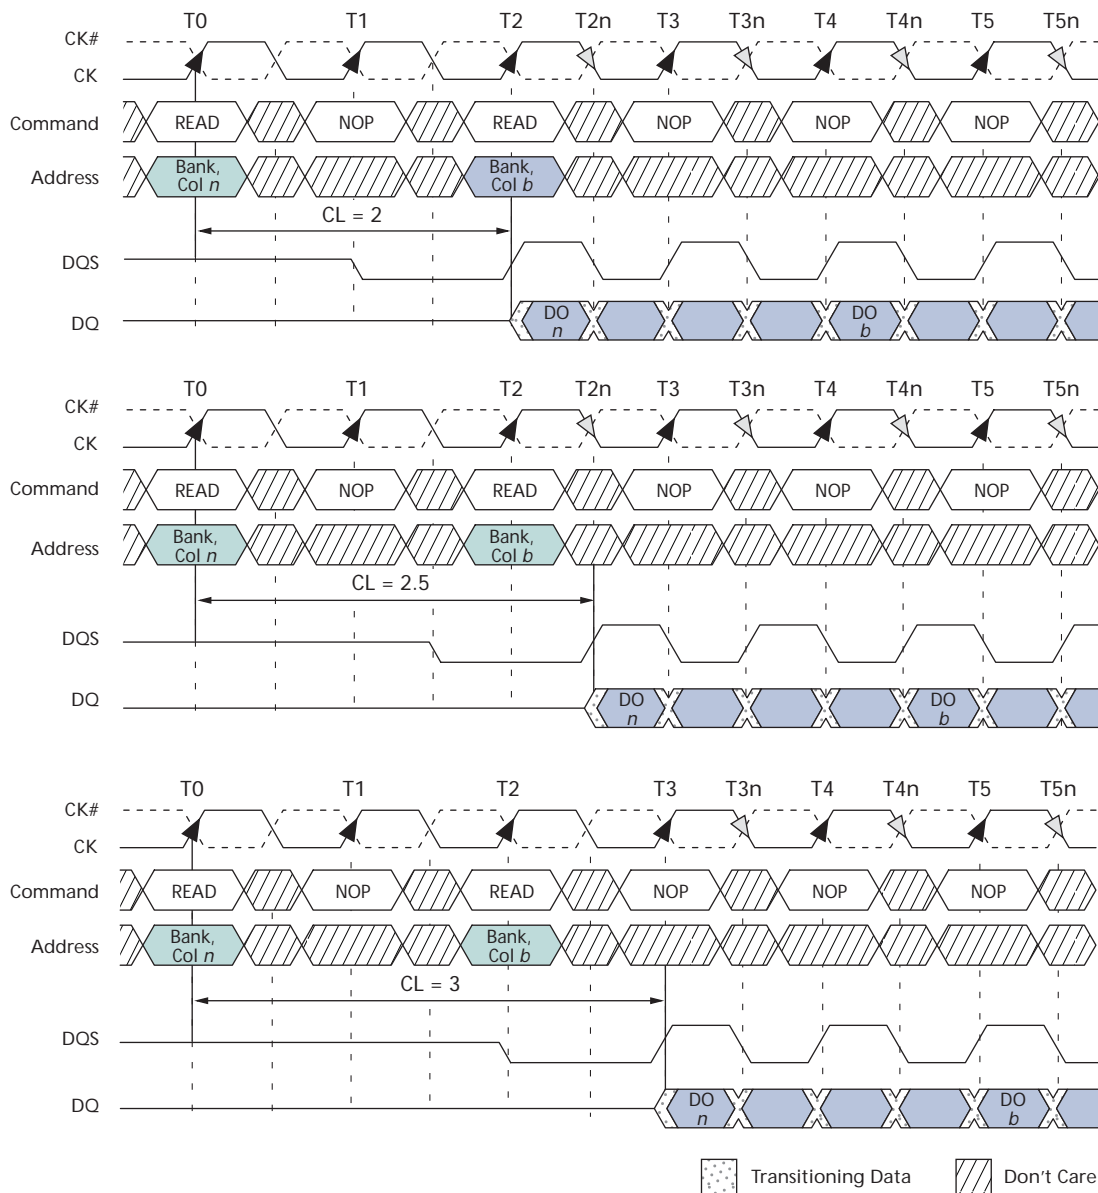 T0 T1 T2 T2n T3 T3n T4 T4n T5 T5n
CK#
CK
Command READ NOP READ NOP NOP NOP
Address Bank, Col n Bank, Col b
CL = 2
DQS
DQ DO n DO b
T0 T1 T2 T2n T3 T3n T4 T4n T5 T5n
CK#
CK
Command READ NOP READ NOP NOP NOP
Address Bank, Col n Bank, Col b
CL = 2.5
DQS
DQ DO n DO b
T0 T1 T2 T3 T3n T4 T4n T5 T5n
CK#
CK
Command READ NOP READ NOP NOP NOP
Address Bank, Col n Bank, Col b
CL = 3
DQS
DQ DO n DO b
Transitioning Data Don't Care